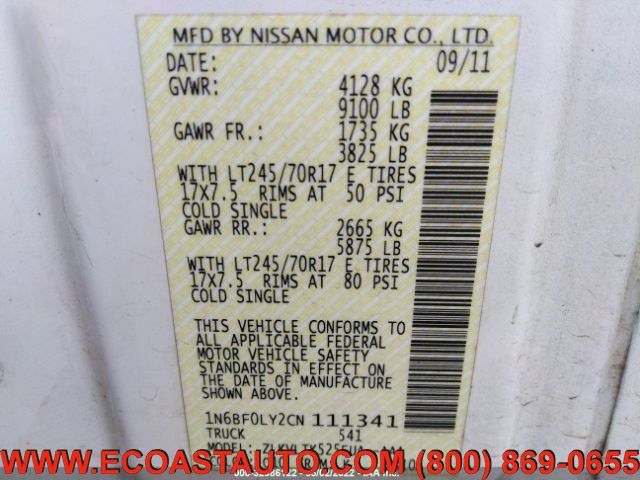 MFD BY NISSAN MOTOR CO., LTD.
DATE: 09/11
GVWR: 4128 KG
9100 LB
GAWR FR.: 1735 KG
3825 LB
WITH LT245/70R17 E TIRES
17X7.5 RIMS AT 50 PSI
COLD SINGLE
GAWR RR.: 2665 KG
5875 LB
WITH LT245/70R17 E TIRES
17X7.5 RIMS AT 80 PSI
COLD SINGLE
THIS VEHICLE CONFORMS TO
ALL APPLICABLE FEDERAL
MOTOR VEHICLE SAFETY
STANDARDS IN EFFECT ON
THE DATE OF MANUFACTURE
SHOWN ABOVE.
1N6BF0LY2CN 111341
TRUCK 541
MODEL:
WWW.ECOASTAUTO.COM (800) 869-0655